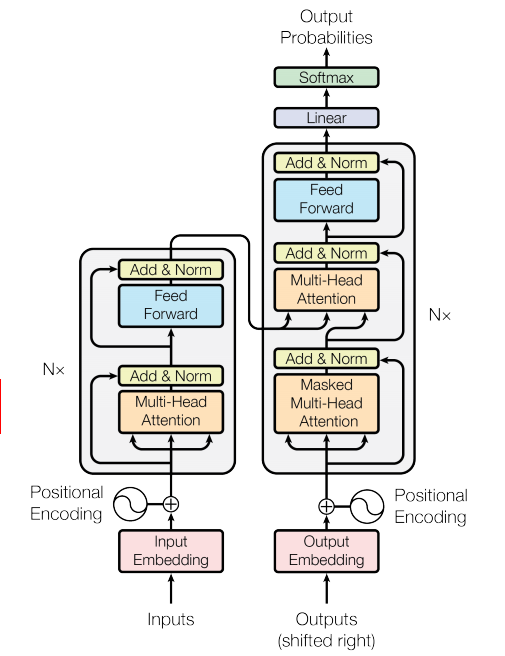 Output
Probabilities
Softmax
Linear
Add & Norm
Feed
Forward
Add & Norm
Multi-Head
Attention
Add & Norm
Masked
Multi-Head
Attention
N×
Add & Norm
Feed
Forward
Add & Norm
Multi-Head
Attention
N×
Positional
Encoding
Positional
Encoding
Input
Embedding
Output
Embedding
Inputs
Outputs
(shifted right)